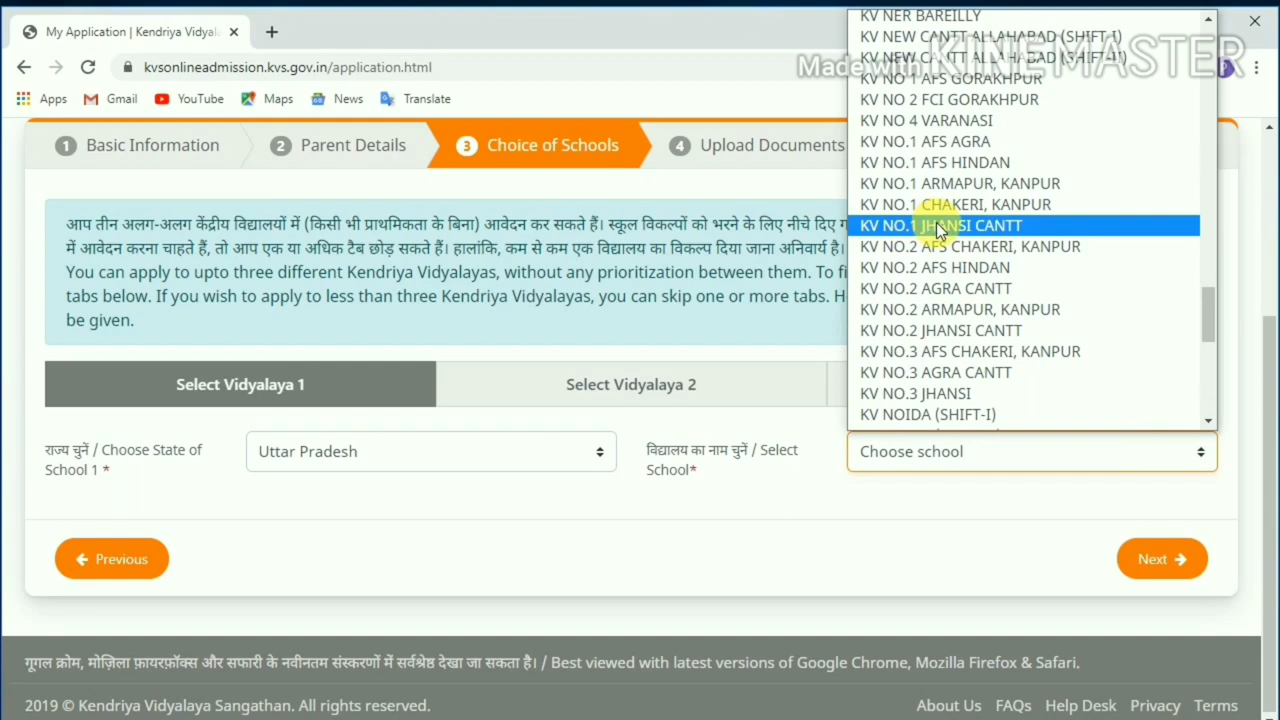 My Application | Kendriya Vidyal
kvsonlineadmission.kvs.gov.in/application.html
Made with KINEMASTER
Apps Gmail YouTube Maps News Translate
1 Basic Information 2 Parent Details 3 Choice of Schools 4 Upload Documents
आप तीन अलग-अलग केंद्रीय विद्यालयों में (किसी भी प्राथमिकता के बिना) आवेदन कर सकते हैं। स्कूल विकल्पों को भरने के लिए नीचे दिए
में आवेदन करना चाहते हैं, तो आप एक या अधिक टैब छोड़ सकते हैं। हालांकि, कम से कम एक विद्यालय का विकल्प दिया जाना अनिवार्य है।
You can apply to upto three different Kendriya Vidyalayas, without any prioritization between them. To fi
tabs below. If you wish to apply to less than three Kendriya Vidyalayas, you can skip one or more tabs. H
be given.
Select Vidyalaya 1 Select Vidyalaya 2
राज्य चुनें / Choose State of
School 1 *
Uttar Pradesh
विद्यालय का नाम चुनें / Select
School*
KV NER BAREILLY
KV NEW CANTT ALLAHABAD (SHIFT-I)
KV NEW CANTT ALLAHABAD (SHIFT-II)
KV NO 1 AFS GORAKHPUR
KV NO 2 FCI GORAKHPUR
KV NO 4 VARANASI
KV NO.1 AFS AGRA
KV NO.1 AFS HINDAN
KV NO.1 ARMAPUR, KANPUR
KV NO.1 CHAKERI, KANPUR
KV NO.1 JHANSI CANTT
KV NO.2 AFS CHAKERI, KANPUR
KV NO.2 AFS HINDAN
KV NO.2 AGRA CANTT
KV NO.2 ARMAPUR, KANPUR
KV NO.2 JHANSI CANTT
KV NO.3 AFS CHAKERI, KANPUR
KV NO.3 AGRA CANTT
KV NO.3 JHANSI
KV NOIDA (SHIFT-I)
Choose school
Previous Next
गूगल क्रोम, मोज़िला फ़ायरफ़ॉक्स और सफारी के नवीनतम संस्करणों में सर्वश्रेष्ठ देखा जा सकता है। / Best viewed with latest versions of Google Chrome, Mozilla Firefox & Safari.
2019 © Kendriya Vidyalaya Sangathan. All rights reserved. About Us FAQs Help Desk Privacy Terms